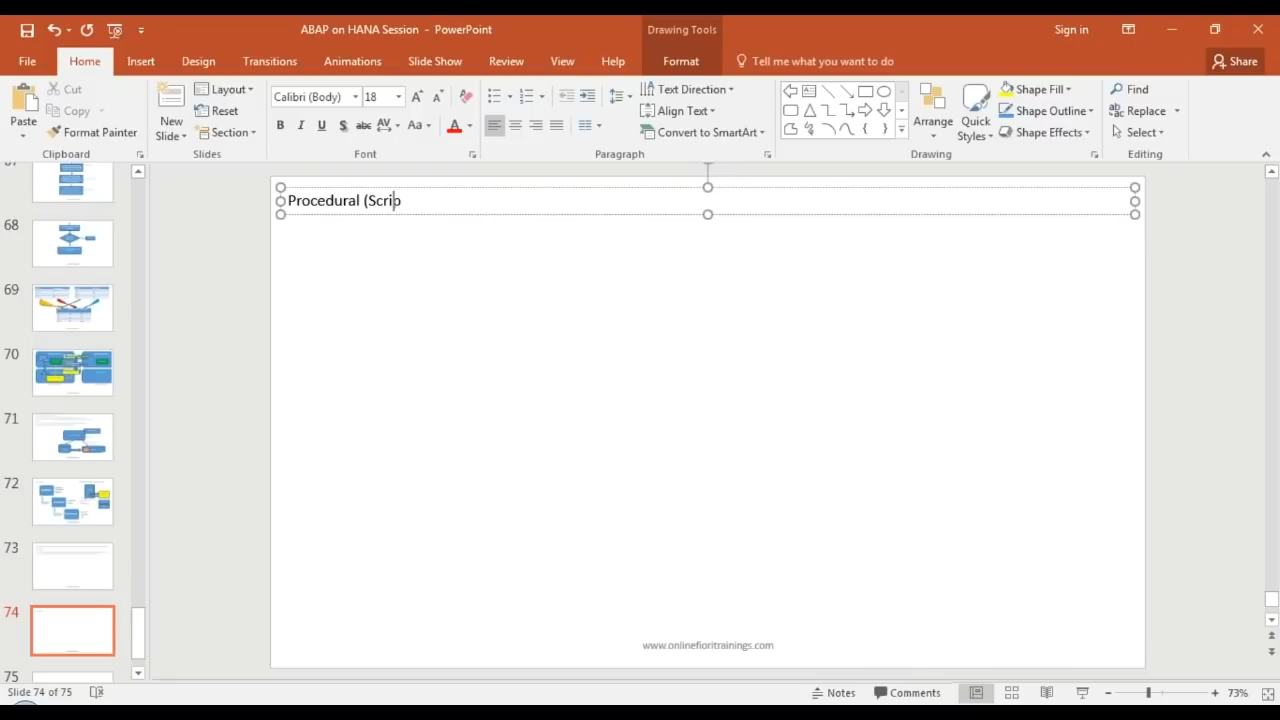 ABAP on HANA Session - PowerPoint
Drawing Tools
Sign in
File
Home
Insert
Design
Transitions
Animations
Slide Show
Review
View
Help
Format
Tell me what you want to do
Share
Paste
Cut
Copy
Format Painter
Clipboard
New Slide
Layout
Reset
Section
Slides
Calibri (Body)
18
B I U S abc AV Aa A
Font
Text Direction
Align Text
Convert to SmartArt
Paragraph
Arrange
Quick Styles
Shape Fill
Shape Outline
Shape Effects
Drawing
Find
Replace
Select
Editing
68
69
70
71
72
73
74
75
Procedural (Scrip
www.onlinefioritrainings.com
Slide 74 of 75
Notes
Comments
73%